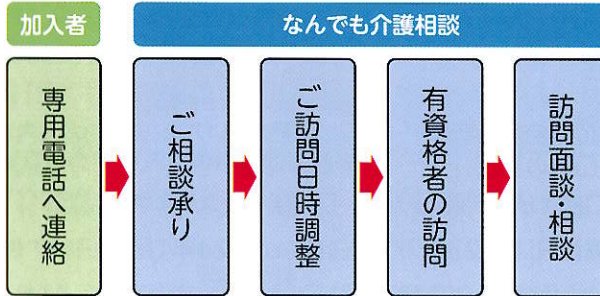 加入者
なんでも介護相談
専用電話へ連絡
ご相談承り
ご訪問日時調整
有資格者の訪問
訪問面談・相談